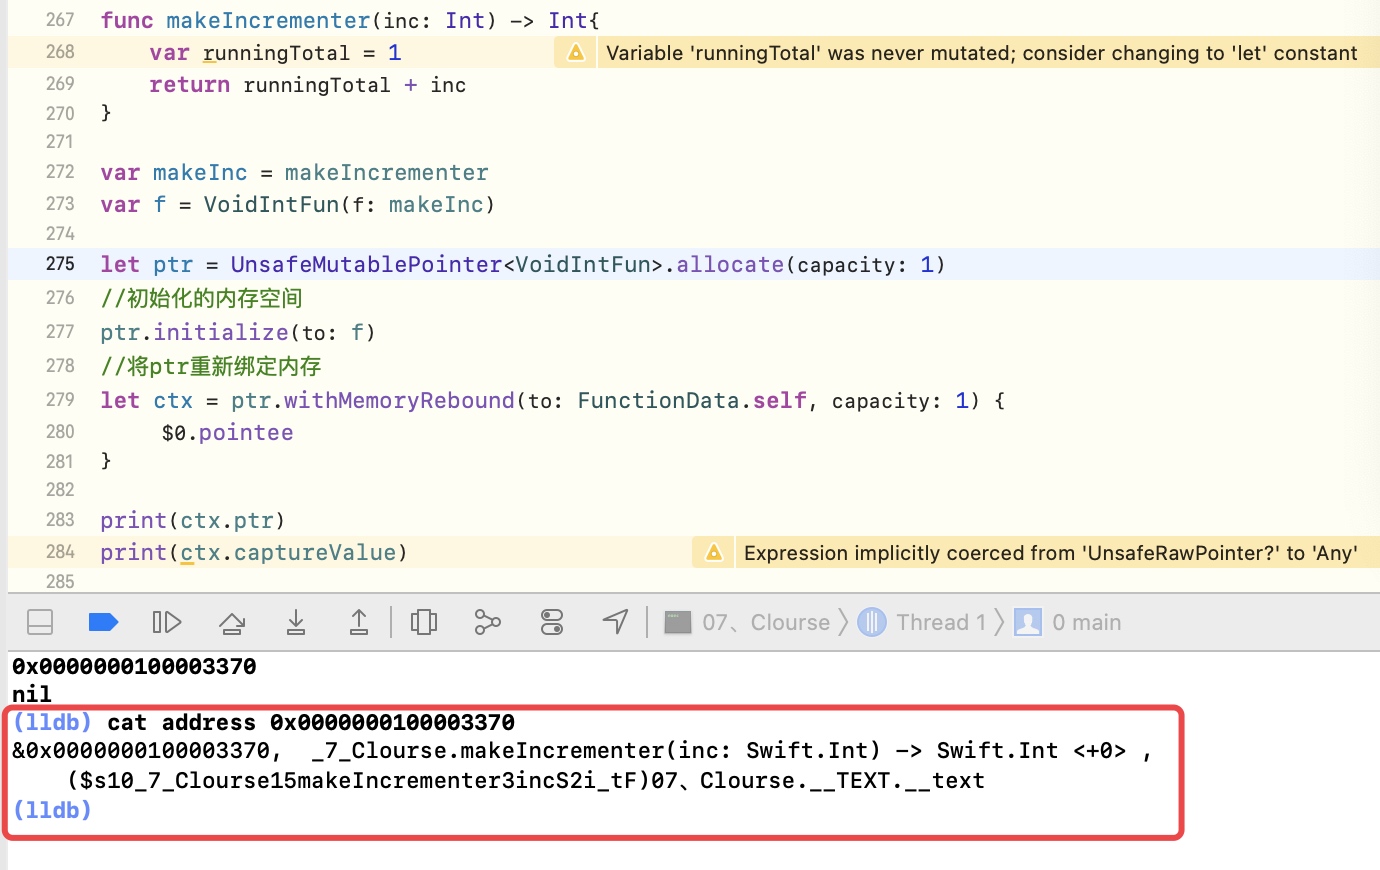 267 func makeIncrementer(inc: Int) -> Int{
268 var runningTotal = 1 Variable 'runningTotal' was never mutated; consider changing to 'let' constant
269 return runningTotal + inc
270 }
271
272 var makeInc = makeIncrementer
273 var f = VoidIntFun(f: makeInc)
274
275 let ptr = UnsafeMutablePointer<VoidIntFun>.allocate(capacity: 1)
276 //初始化的内存空间
277 ptr.initialize(to: f)
278 //将ptr重新绑定内存
279 let ctx = ptr.withMemoryRebound(to: FunctionData.self, capacity: 1) {
280 $0.pointee
281 }
282
283 print(ctx.ptr)
284 print(ctx.captureValue) Expression implicitly coerced from 'UnsafeRawPointer?' to 'Any'
285
07、Clourse Thread 1 0 main
0x0000000100003370
nil
(lldb) cat address 0x0000000100003370
&0x0000000100003370, _7_Clourse.makeIncrementer(inc: Swift.Int) -> Swift.Int <+0> ,
($s10_7_Clourse15makeIncrementer3incS2i_tF)07、Clourse.__TEXT.__text
(lldb)